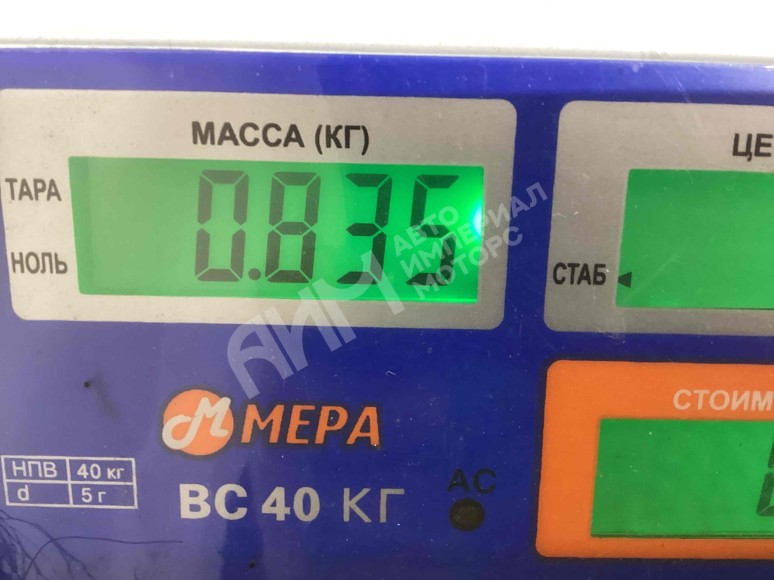 МАССА (КГ)
ТАРА
НОЛЬ
0.835
ЦЕ
СТАБ
АИМ
АВТО
ИМПЕРИАЛ
МОТОРС
М МЕРА
СТОИМ
НПВ 40 кг
d 5 г
ВС 40 КГ
АС